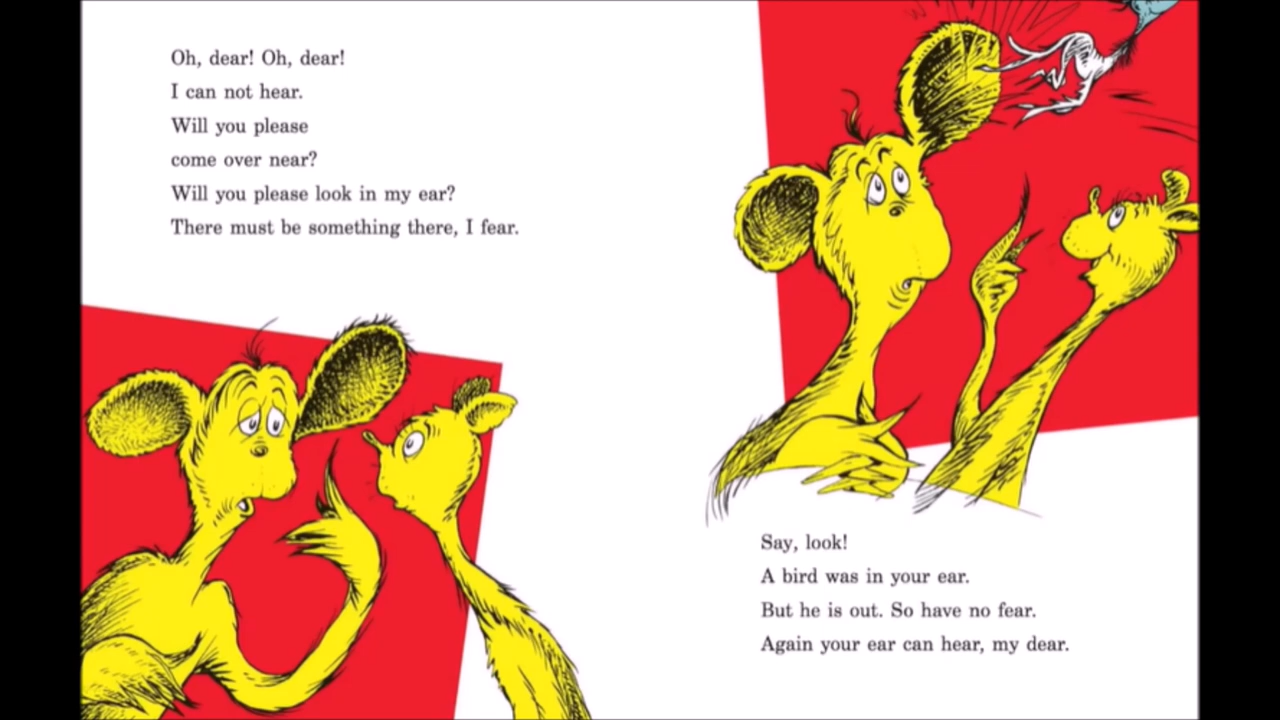 Oh, dear! Oh, dear!
I can not hear.
Will you please
come over near?
Will you please look in my ear?
There must be something there, I fear.
Say, look!
A bird was in your ear.
But he is out. So have no fear.
Again your ear can hear, my dear.